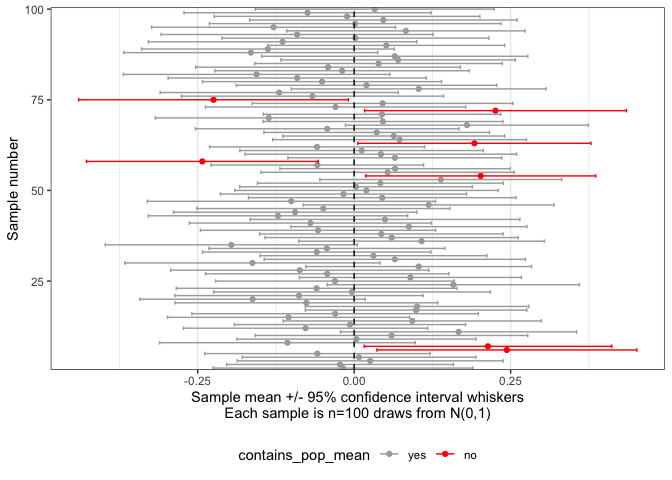 100
75
50
25
Sample number
-0.25 0.00 0.25
Sample mean +/- 95% confidence interval whiskers
Each sample is n=100 draws from N(0,1)
contains_pop_mean yes no